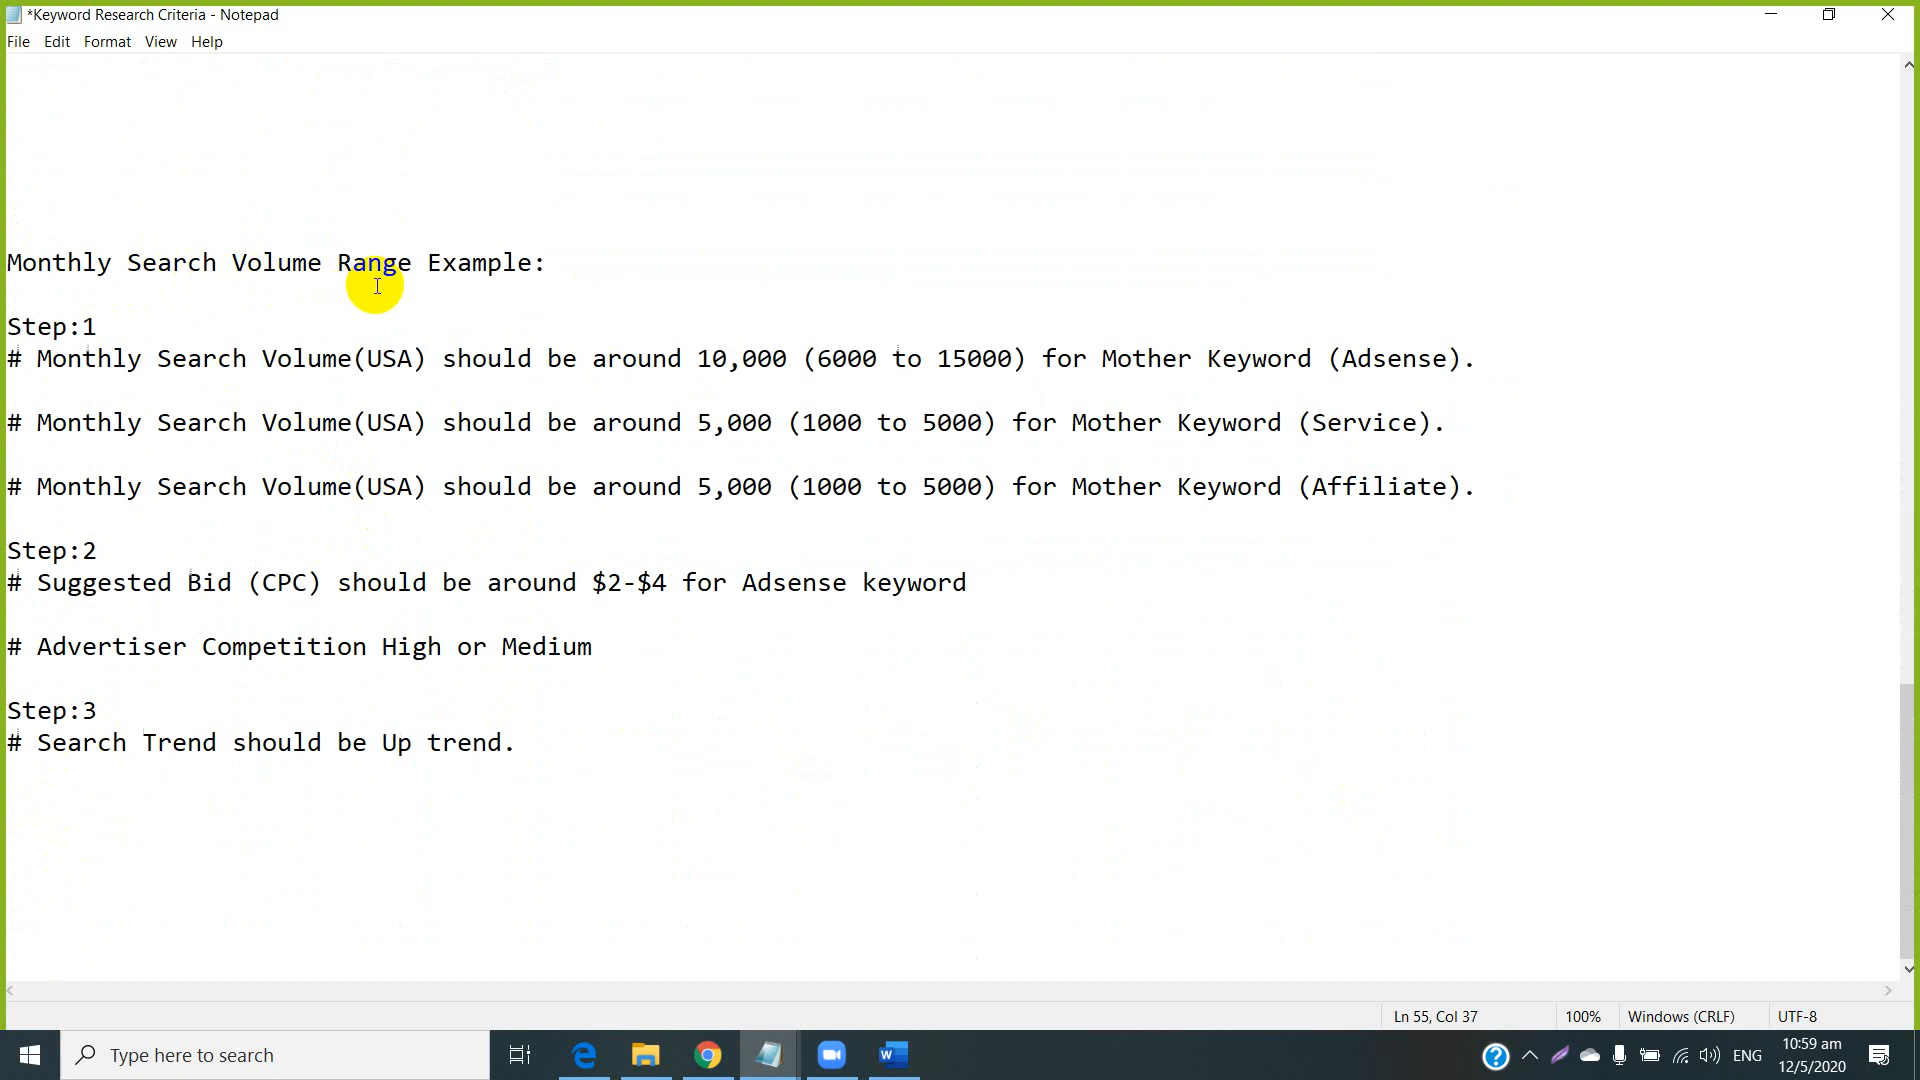 *Keyword Research Criteria - Notepad
File Edit Format View Help
Monthly Search Volume Range Example:
Step:1
# Monthly Search Volume(USA) should be around 10,000 (6000 to 15000) for Mother Keyword (Adsense).
# Monthly Search Volume(USA) should be around 5,000 (1000 to 5000) for Mother Keyword (Service).
# Monthly Search Volume(USA) should be around 5,000 (1000 to 5000) for Mother Keyword (Affiliate).
Step:2
# Suggested Bid (CPC) should be around $2-$4 for Adsense keyword
# Advertiser Competition High or Medium
Step:3
# Search Trend should be Up trend.
Ln 55, Col 37 100% Windows (CRLF) UTF-8
Type here to search
ENG
10:59 am
12/5/2020